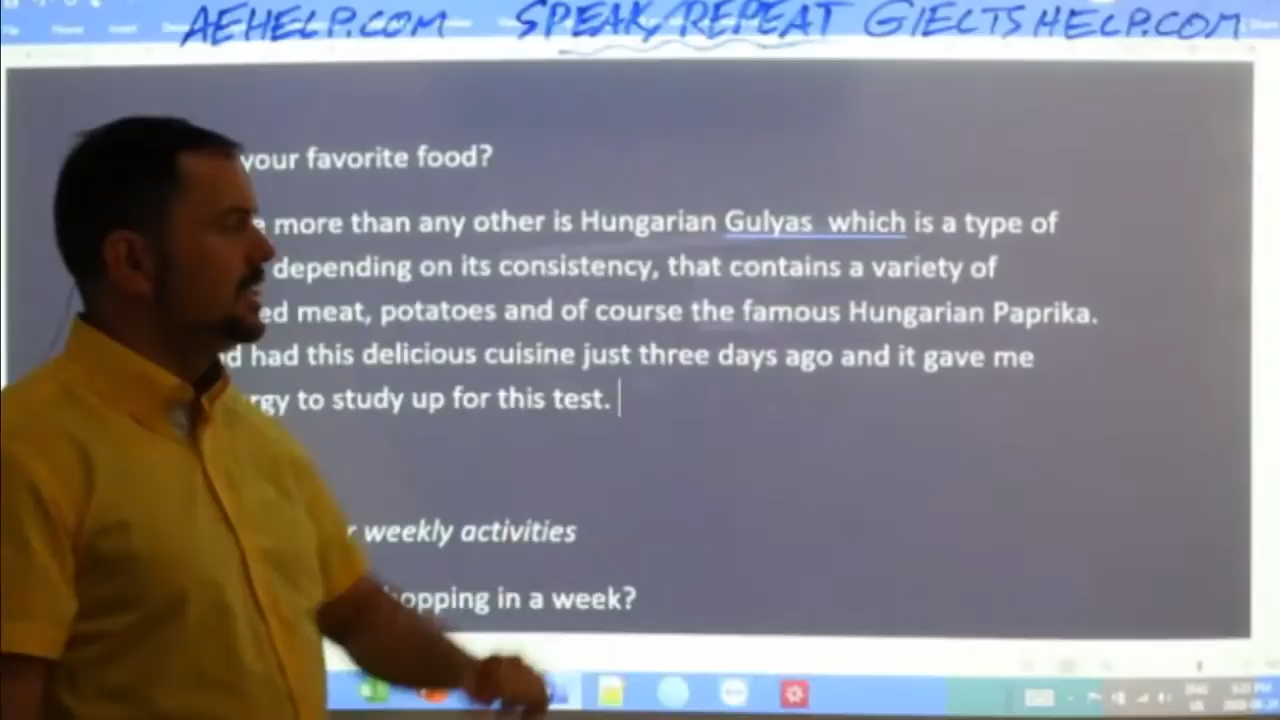 AEHELP.COM SPEAK/REPEAT GIELTSHELP.COM
your favorite food?
more than any other is Hungarian Gulyas which is a type of
depending on its consistency, that contains a variety of
meat, potatoes and of course the famous Hungarian Paprika.
had this delicious cuisine just three days ago and it gave me
to study up for this test.
weekly activities
in a week?